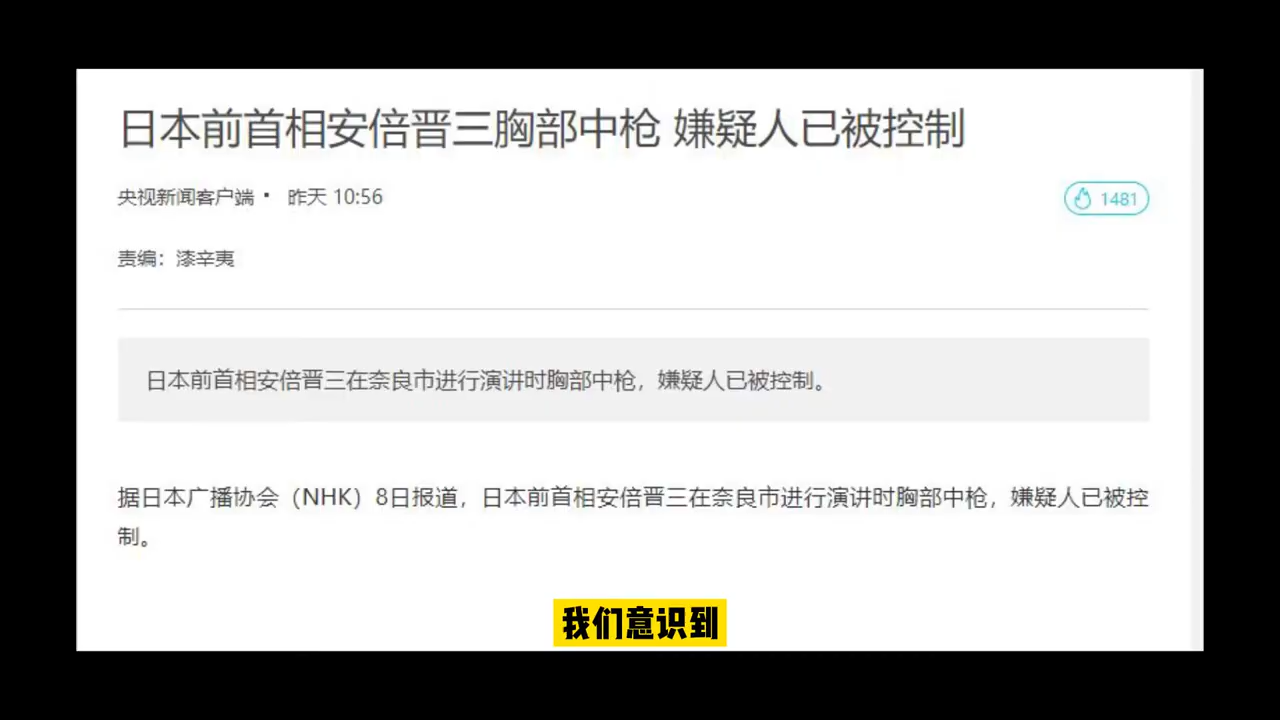 日本前首相安倍晋三胸部中枪 嫌疑人已被控制
央视新闻客户端· 昨天 10:56
1481
责编：漆辛夷
日本前首相安倍晋三在奈良市进行演讲时胸部中枪，嫌疑人已被控制。
据日本广播协会（NHK）8日报道，日本前首相安倍晋三在奈良市进行演讲时胸部中枪，嫌疑人已被控
制。
我们意识到